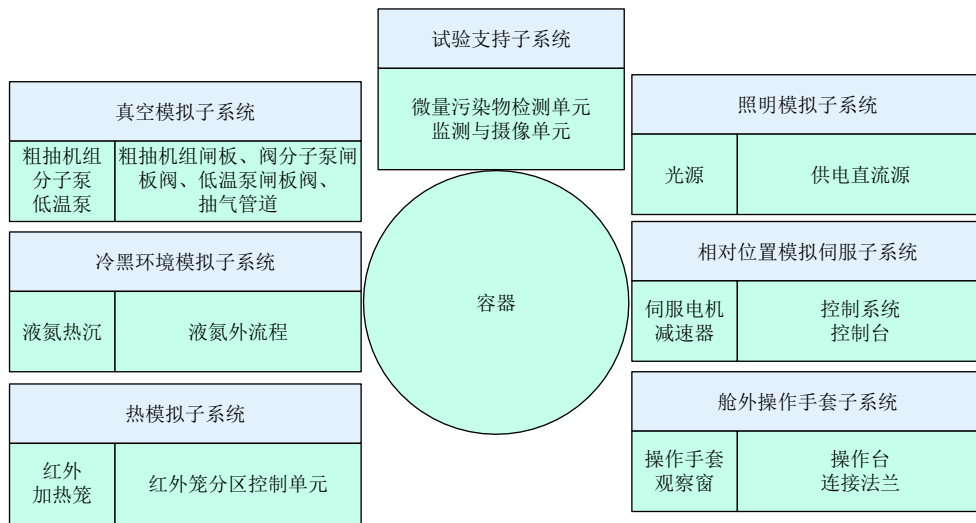 试验支持子系统
微量污染物检测单元
监测与摄像单元
真空模拟子系统
粗抽机组
分子泵
低温泵
粗抽机组闸板、阀分子泵闸
板阀、低温泵闸板阀、
抽气管道
冷黑环境模拟子系统
液氮热沉
液氮外流程
热模拟子系统
红外
加热笼
红外笼分区控制单元
容器
照明模拟子系统
光源
供电直流源
相对位置模拟伺服子系统
伺服电机
减速器
控制系统
控制台
舱外操作手套子系统
操作手套
观察窗
操作台
连接法兰